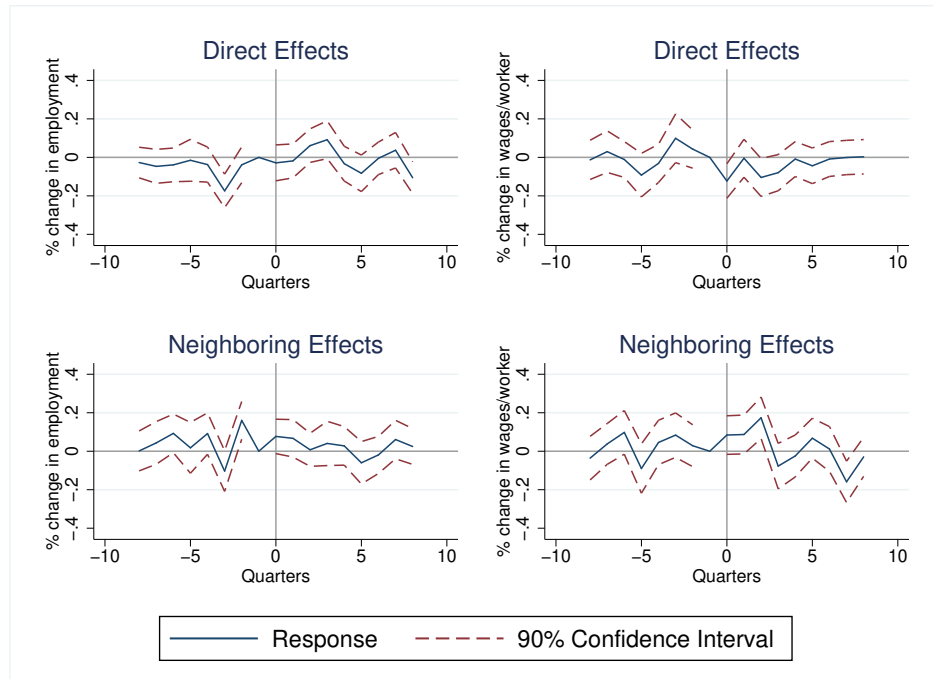 Direct Effects
% change in employment
.4
.2
0
-.2
-.4
-10 -5 0 5 10
Quarters
Direct Effects
% change in wages/worker
.4
.2
0
-.2
-.4
-10 -5 0 5 10
Quarters
Neighboring Effects
% change in employment
.4
.2
0
-.2
-.4
-10 -5 0 5 10
Quarters
Neighboring Effects
% change in wages/worker
.4
.2
0
-.2
-.4
-10 -5 0 5 10
Quarters
Response 90% Confidence Interval